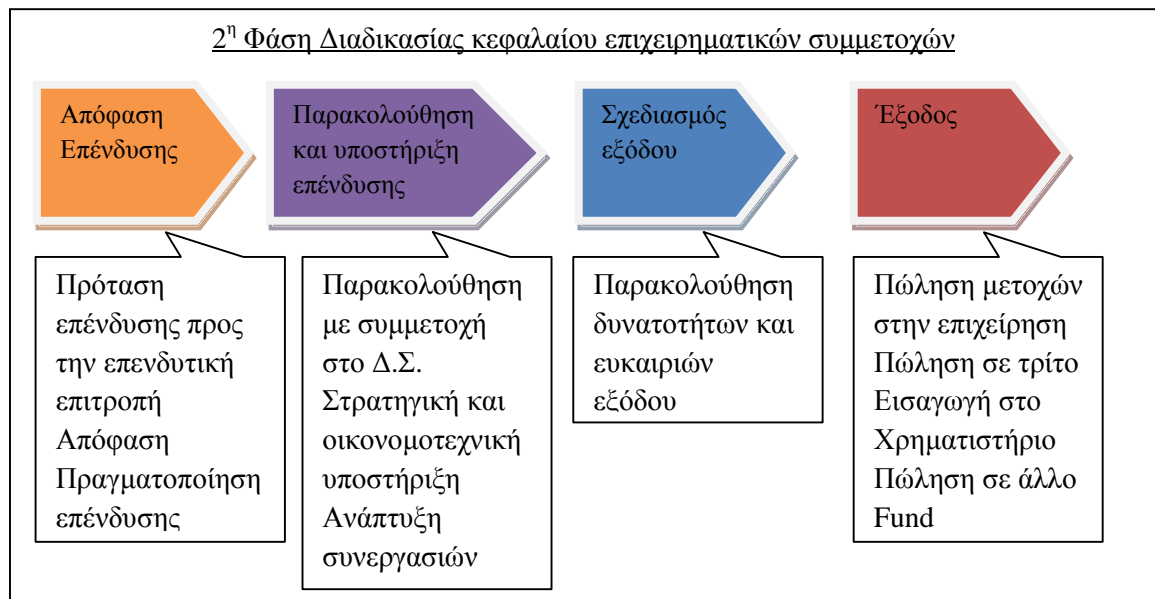 2η Φάση Διαδικασίας κεφαλαίου επιχειρηματικών συμμετοχών
Απόφαση
Επένδυσης
Πρόταση
επένδυσης προς
την επενδυτική
επιτροπή
Απόφαση
Πραγματοποίηση
επένδυσης
Παρακολούθηση
και υποστήριξη
επένδυσης
Παρακολούθηση
με συμμετοχή
στο Δ.Σ.
Στρατηγική και
οικονομοτεχνική
υποστήριξη
Ανάπτυξη
συνεργασιών
Σχεδιασμός
εξόδου
Παρακολούθηση
δυνατοτήτων και
ευκαιριών
εξόδου
Έξοδος
Πώληση μετοχών
στην επιχείρηση
Πώληση σε τρίτο
Εισαγωγή στο
Χρηματιστήριο
Πώληση σε άλλο
Fund